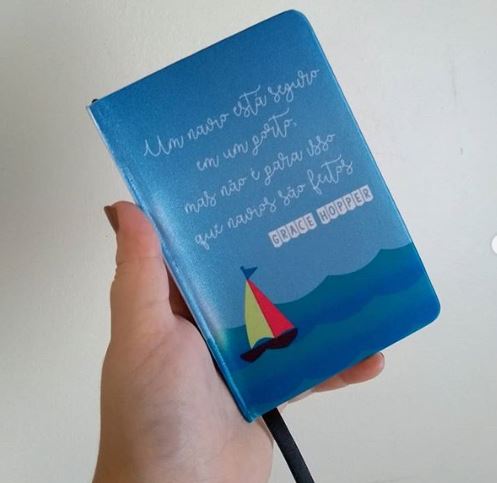 Um navio está seguro
em um porto,
mas não é para isso
que navios são feitos
GRACE HOPPER